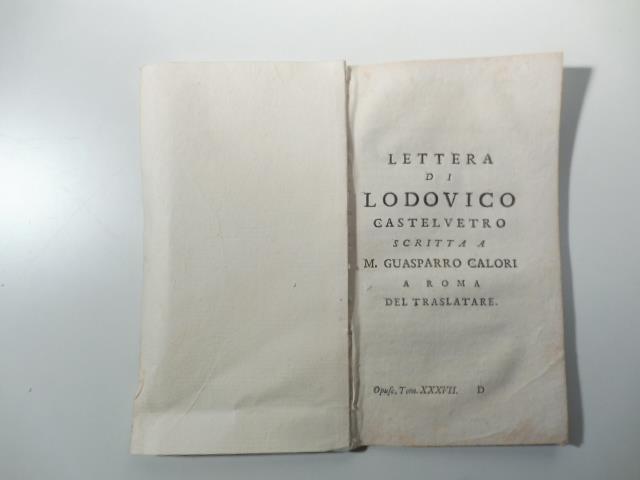 LETTERA
DI
LODOVICO
CASTELVETRO
SCRITTA A
M. GUASPARRO CALORI
A ROMA
DEL TRASLATARE.
Opusc. Tom. XXXVII. D